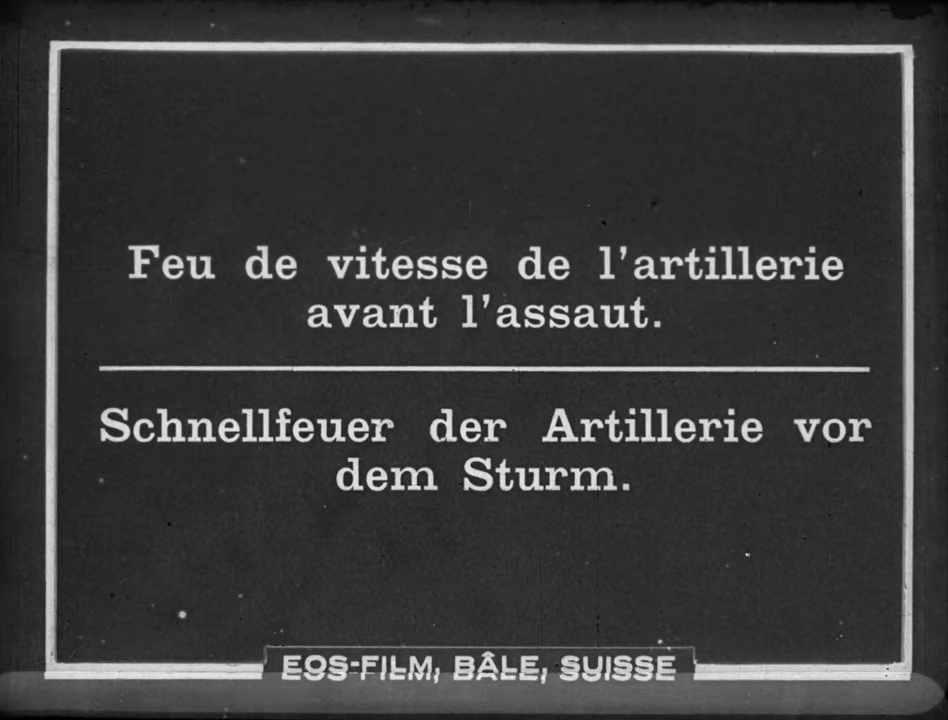 Feu de vitesse de l'artillerie
avant l'assaut.
Schnellfeuer der Artillerie vor
dem Sturm.
EOS-FILM, BÂLE, SUISSE